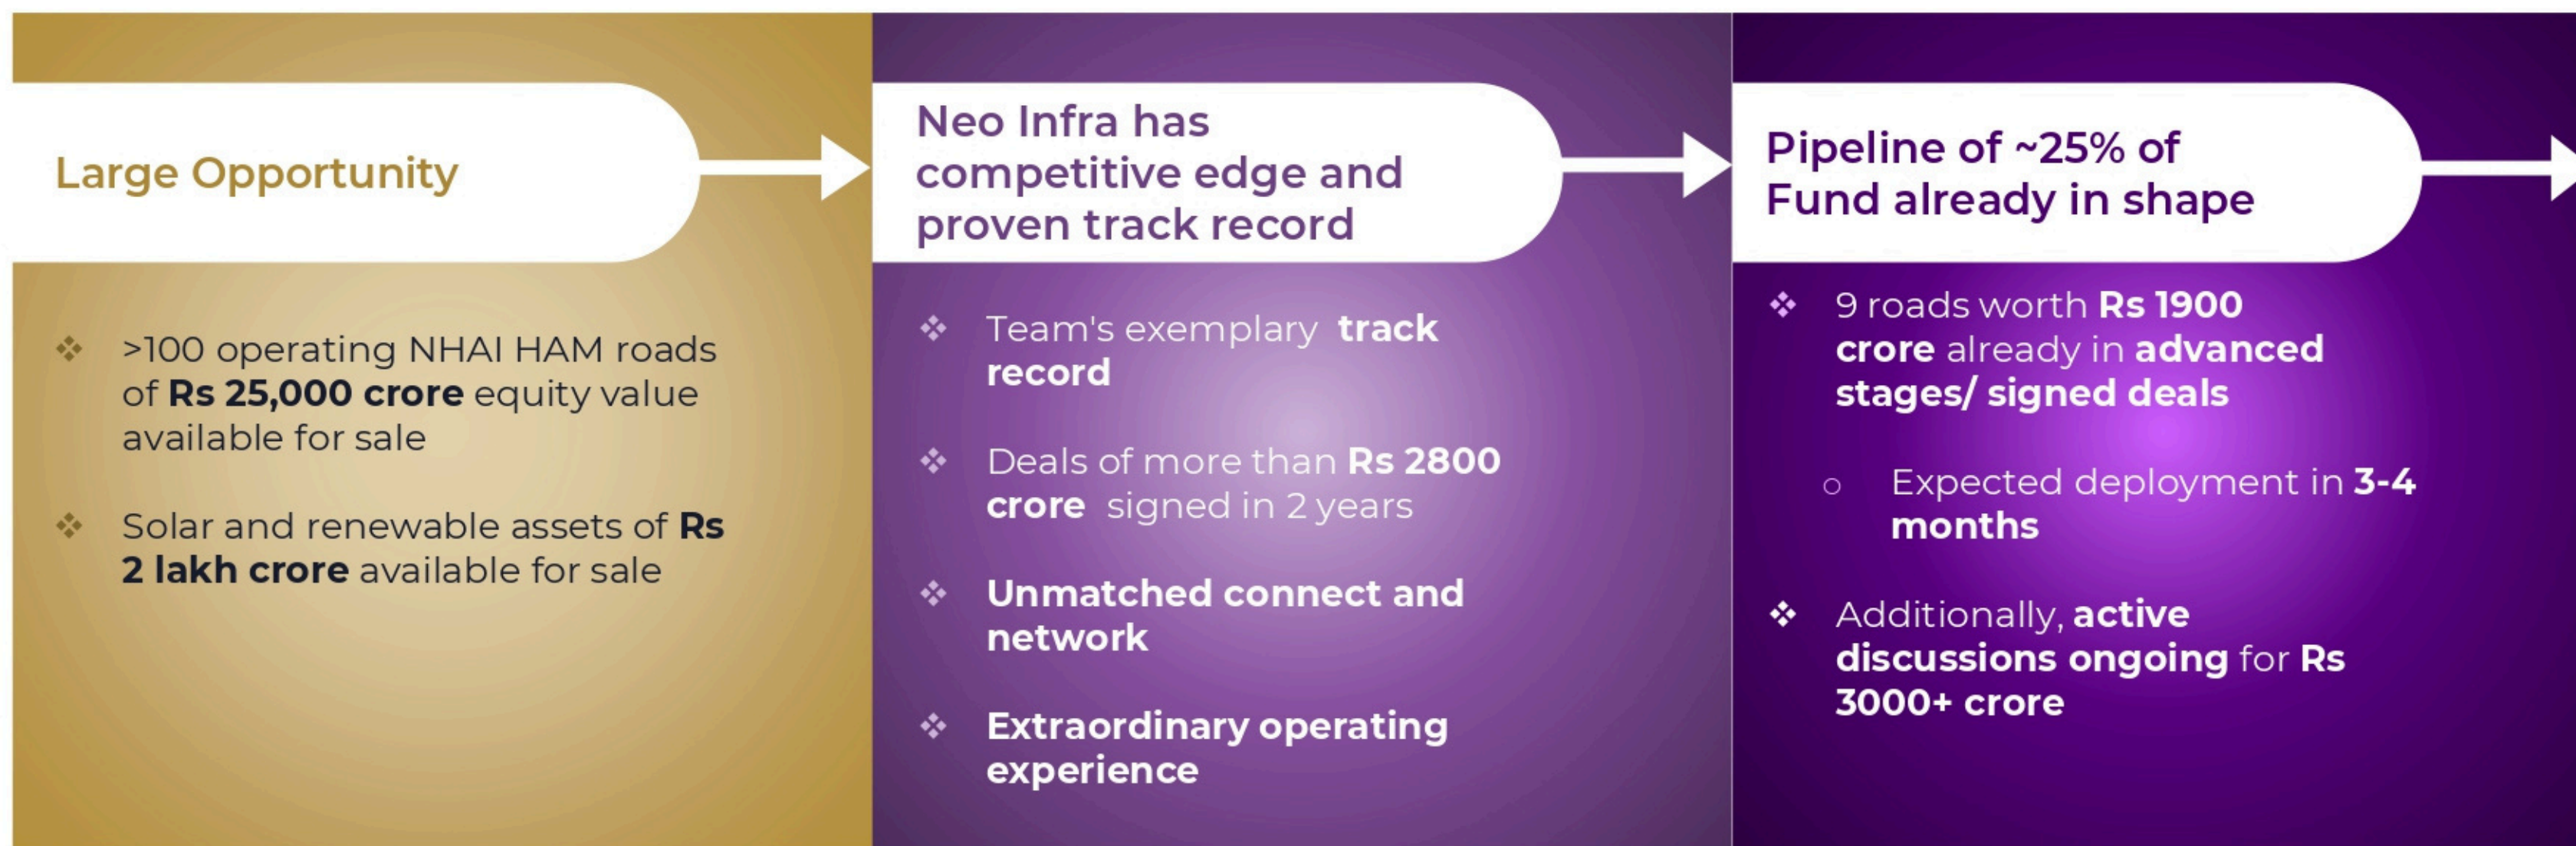 Large Opportunity
>100 operating NHAI HAM roads
of Rs 25,000 crore equity value
available for sale
Solar and renewable assets of Rs
2 lakh crore available for sale
Neo Infra has
competitive edge and
proven track record
Team's exemplary track
record
Deals of more than Rs 2800
crore signed in 2 years
Unmatched connect and
network
Extraordinary operating
experience
Pipeline of ~25% of
Fund already in shape
9 roads worth Rs 1900
crore already in advanced
stages/ signed deals
Expected deployment in 3-4
months
Additionally, active
discussions ongoing for Rs
3000+ crore